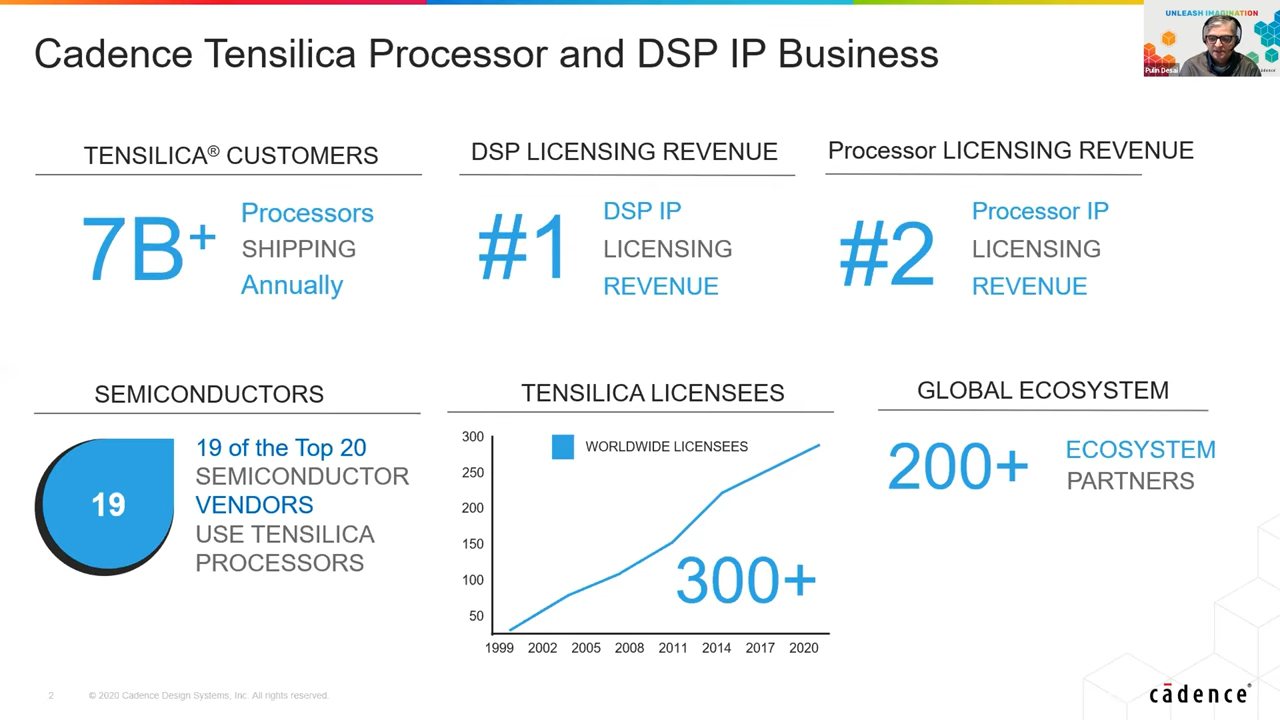 Cadence Tensilica Processor and DSP IP Business
UNLEASH IMAGINATION
Pulin Desai
cadence
TENSILICA® CUSTOMERS
7B+
Processors
SHIPPING
Annually
DSP LICENSING REVENUE
#1
DSP IP
LICENSING
REVENUE
Processor LICENSING REVENUE
#2
Processor IP
LICENSING
REVENUE
SEMICONDUCTORS
19
19 of the Top 20
SEMICONDUCTOR
VENDORS
USE TENSILICA
PROCESSORS
TENSILICA LICENSEES
WORLDWIDE LICENSEES
300
250
200
150
100
50
300+
1999 2002 2005 2008 2011 2014 2017 2020
GLOBAL ECOSYSTEM
200+
ECOSYSTEM
PARTNERS
2 © 2020 Cadence Design Systems, Inc. All rights reserved.
cādence®